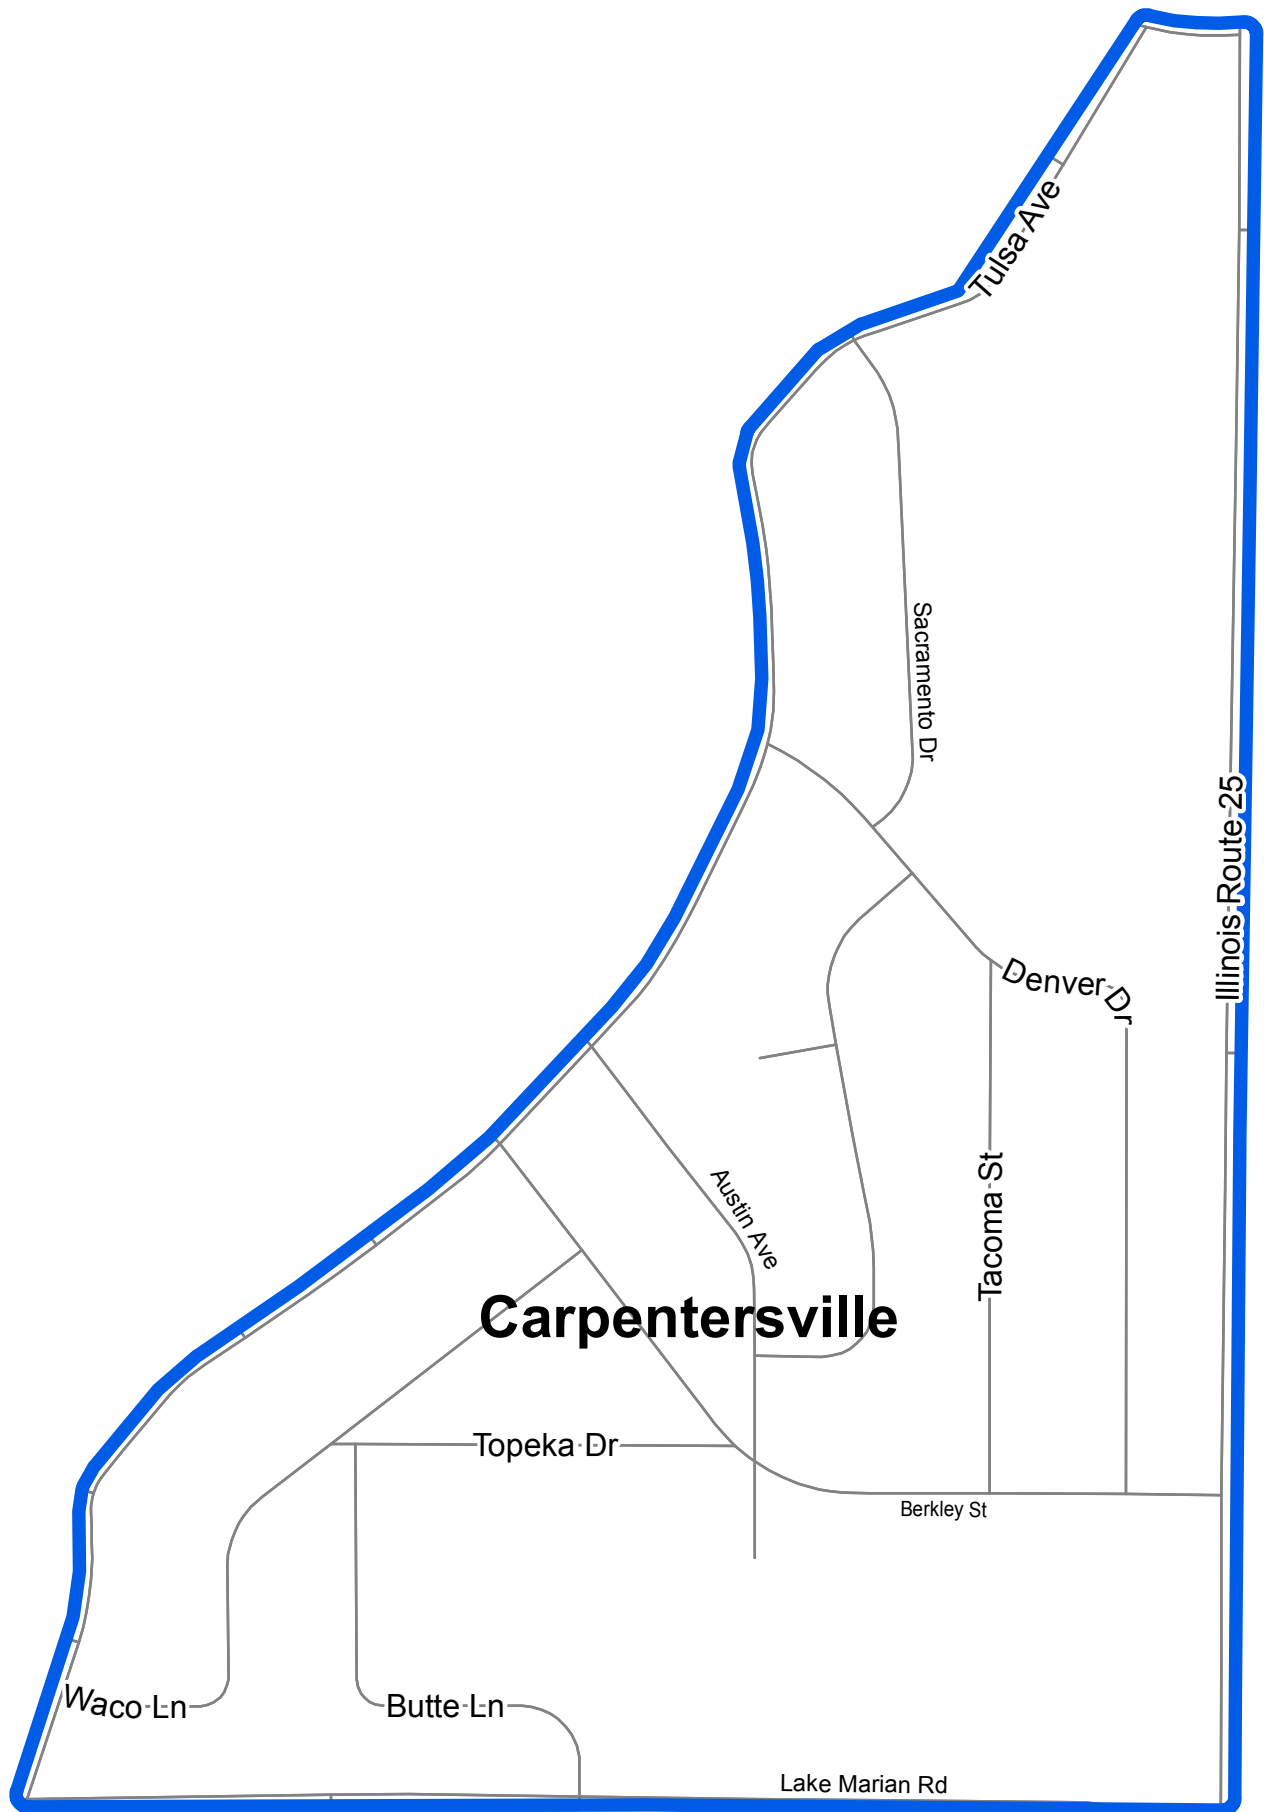 Tulsa Ave
Sacramento Dr
Illinois Route 25
Denver Dr
Tacoma St
Austin Ave
Carpentersville
Topeka Dr
Berkley St
Waco Ln
Butte Ln
Lake Marian Rd